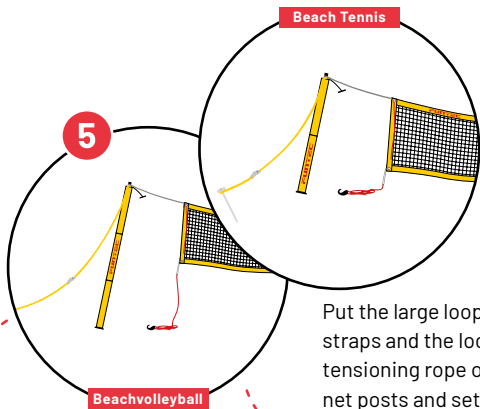 Beach Tennis
5
Beachvolleyball
Put the large loop
straps and the loo
tensioning rope o
net posts and set